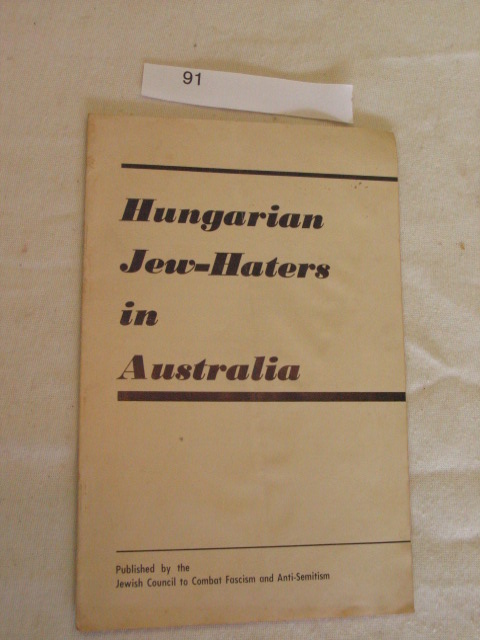 91
Hungarian
Jew-Haters
in
Australia
Published by the
Jewish Council to Combat Fascism and Anti-Semitism